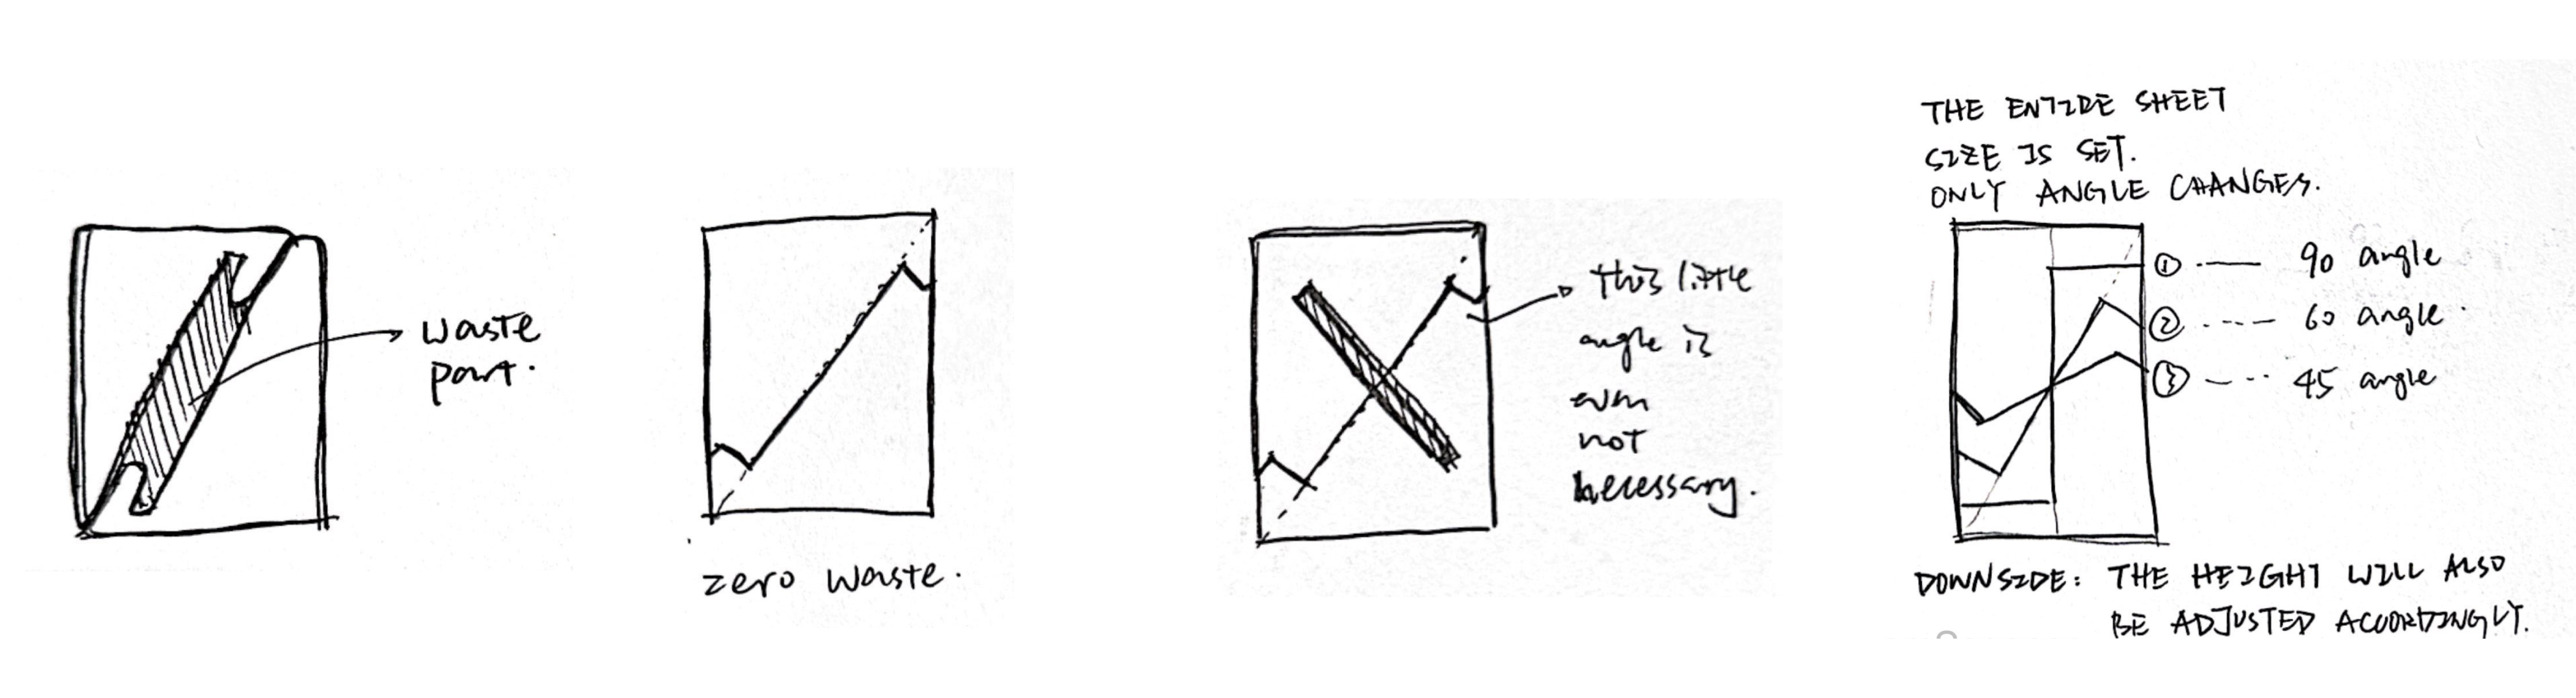 waste
part.
zero waste.
this little
angle is
even
not
necessary.
THE ENTIRE SHEET
SIZE IS SET.
ONLY ANGLE CHANGES.
① 90 angle
② 60 angle
③ 45 angle
DOWNSIDE: THE HEIGHT WILL ALSO
BE ADJUSTED ACCORDINGLY.